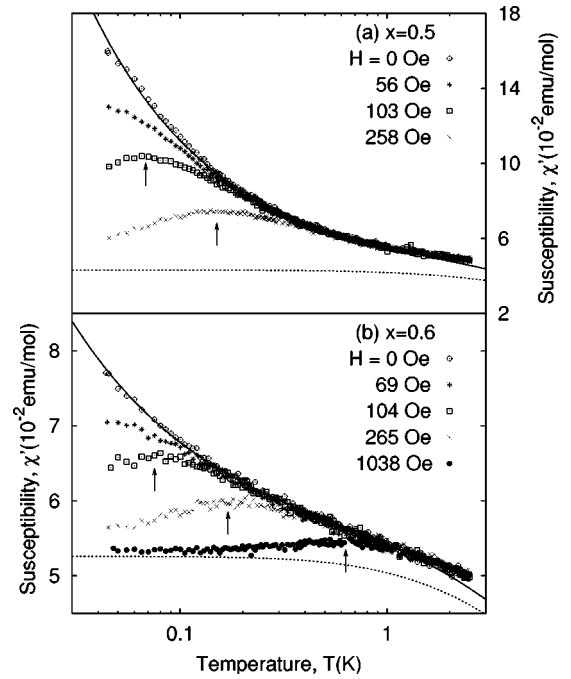 (a) x=0.5
H = 0 Oe
56 Oe
103 Oe
258 Oe
18
14
10
6
2
Susceptibility, χ'(10⁻²emu/mol)
(b) x=0.6
H = 0 Oe
69 Oe
104 Oe
265 Oe
1038 Oe
8
7
6
5
Susceptibility, χ'(10⁻²emu/mol)
0.1
1
Temperature, T(K)